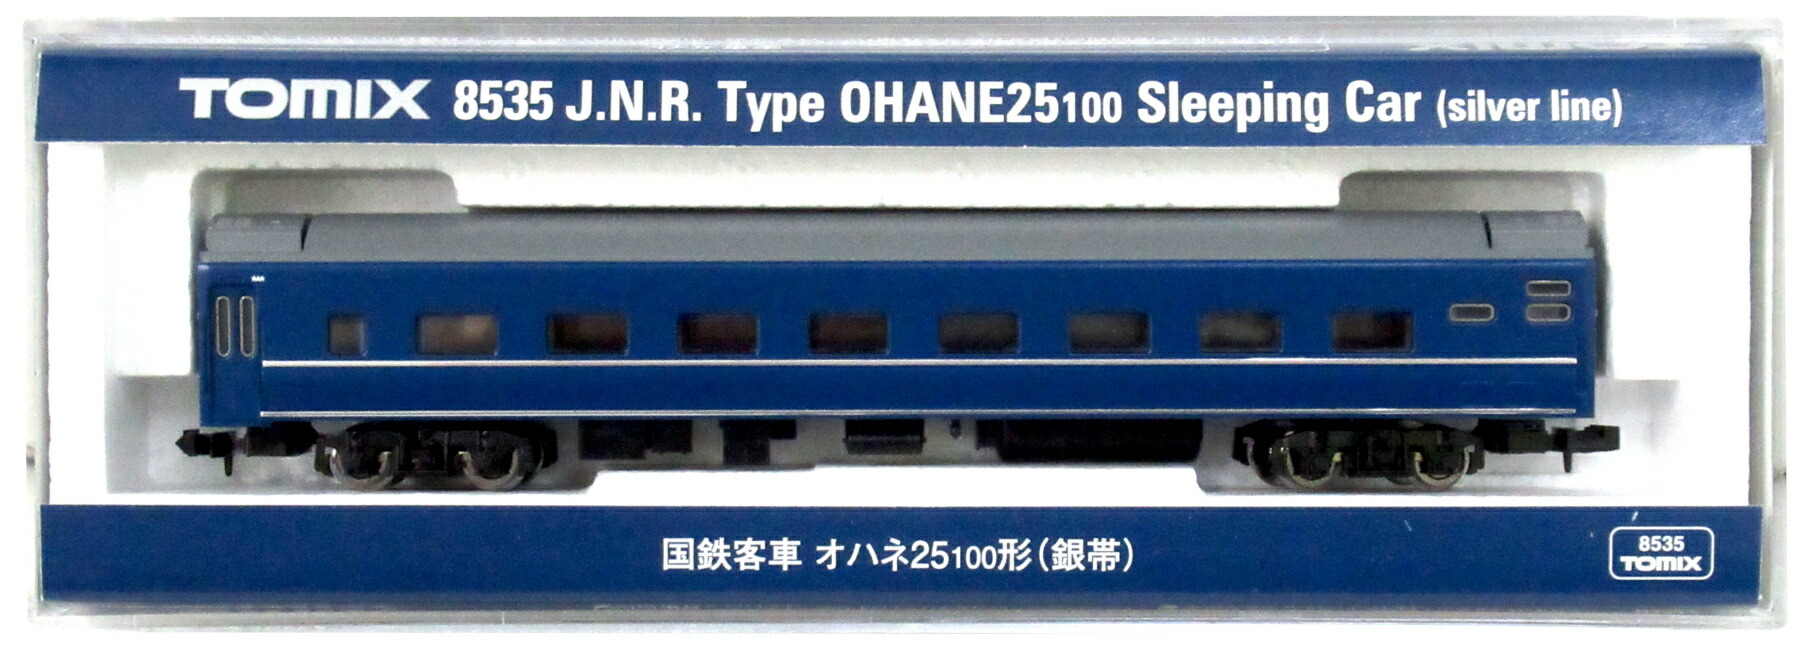 TOMIX 8535 J.N.R. Type OHANE25100 Sleeping Car (silver line)
国鉄客車 オハネ25100形(銀帯)
8535
TOMIX